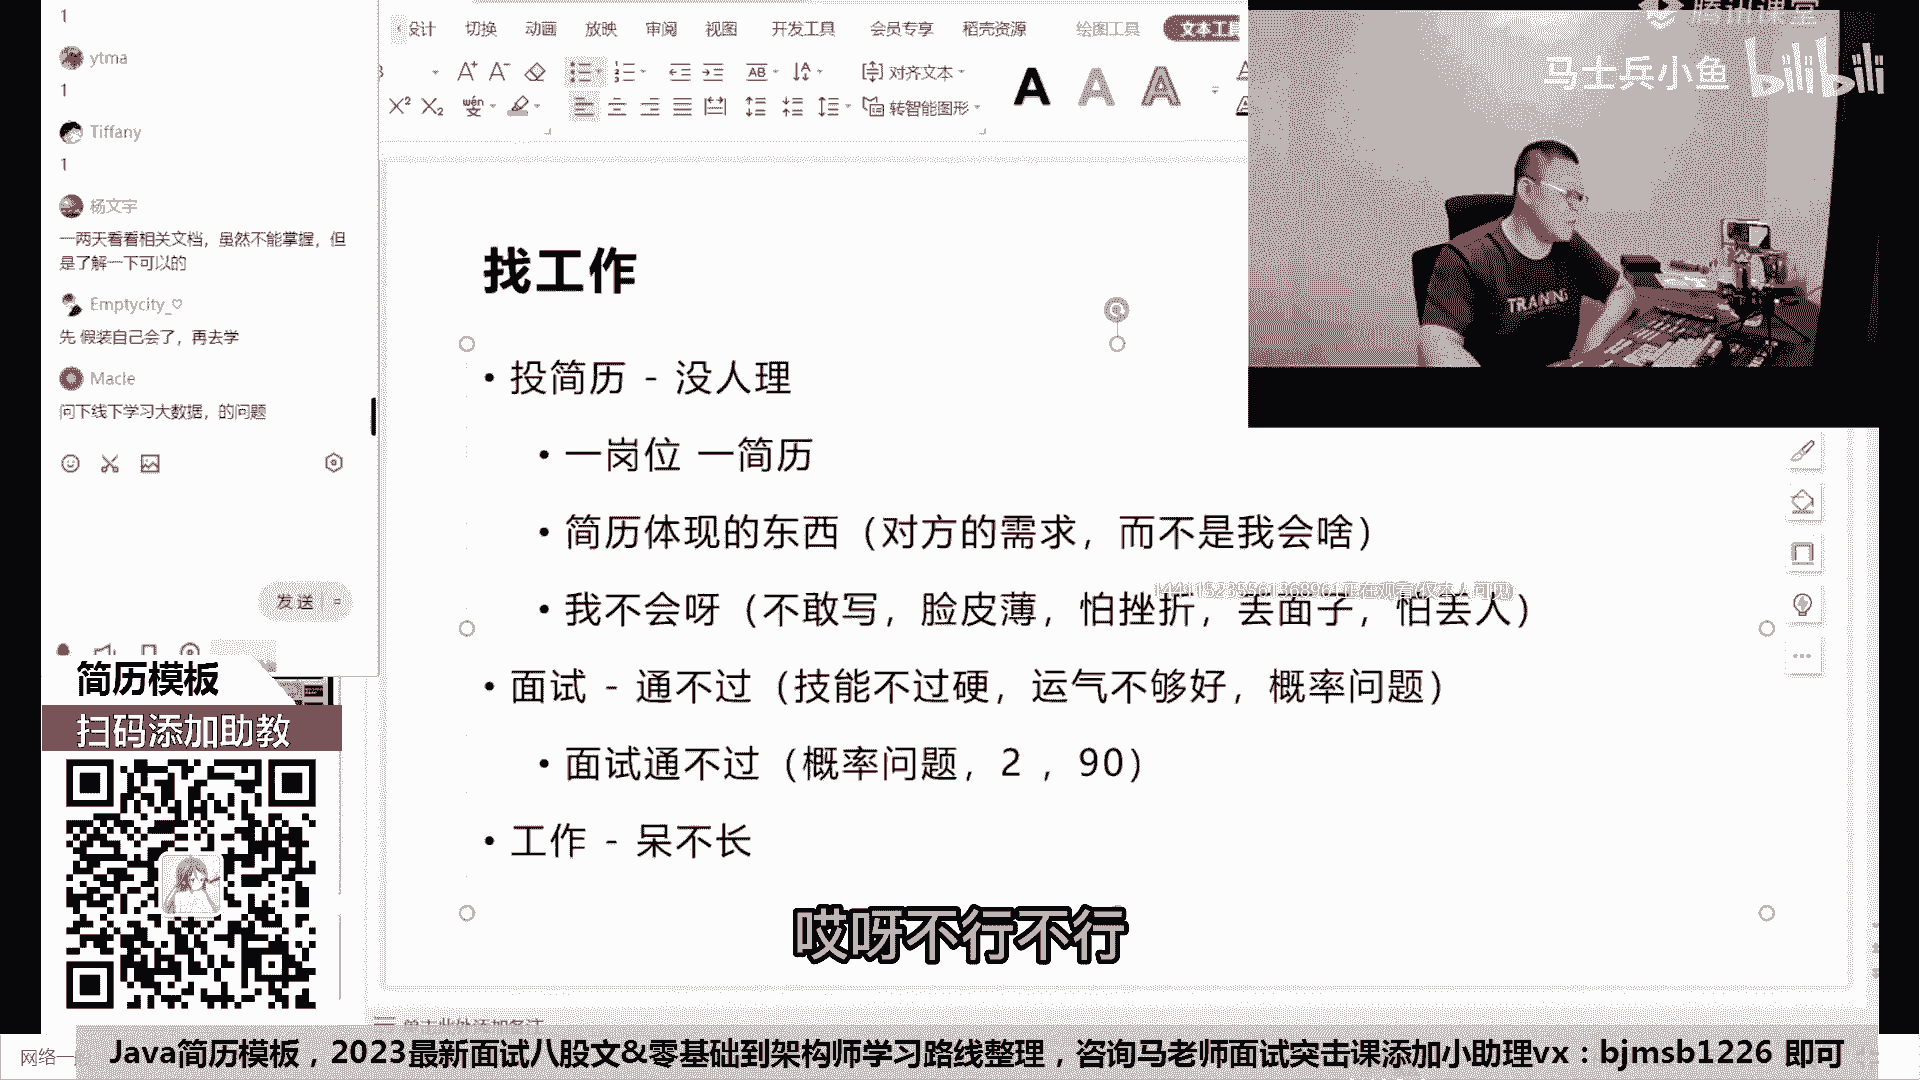 1
ytma
1
Tiffany
1
杨文宇
一两天看看相关文档，虽然不能掌握，但
是了解一下可以的
Emptycity_♡
先 假装自己会了，再去学
Macle
问下线下学习大数据，的问题
发送
设计 切换 动画 放映 审阅 视图 开发工具 会员专享 稻壳资源 绘图工具 文本工具
对齐文本
转智能图形
腾讯课堂
马士兵小鱼 bilibili
TRANNG
找工作
• 投简历 - 没人理
• 一岗位 一简历
• 简历体现的东西（对方的需求，而不是我会啥）
• 我不会呀（不敢写，脸皮薄，怕挫折，丢面子，怕丢人）
• 面试 - 通不过（技能不过硬，运气不够好，概率问题）
• 面试通不过（概率问题，2 ，90）
• 工作 - 呆不长
哎呀不行不行
简历模板
扫码添加助教
单击此处添加备注
Java简历模板，2023最新面试八股文&零基础到架构师学习路线整理，咨询马老师面试突击课添加小助理vx：bjmsb1226 即可